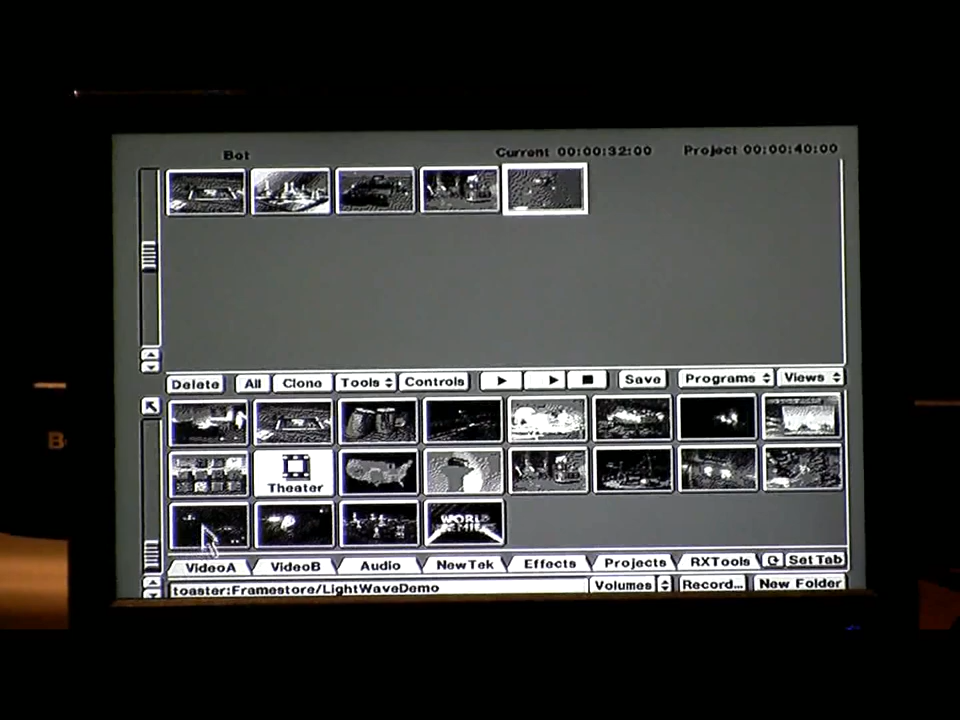 Bot Current 00:00:32:00 Project 00:00:40:00
Delete All Clone Tools Controls Save Programs Views
Theater
WORLD
VideoA VideoB Audio NewTek Effects Projects RXTools Set Tab
toaster:Framestore/LightWaveDemo Volumes Record... New Folder